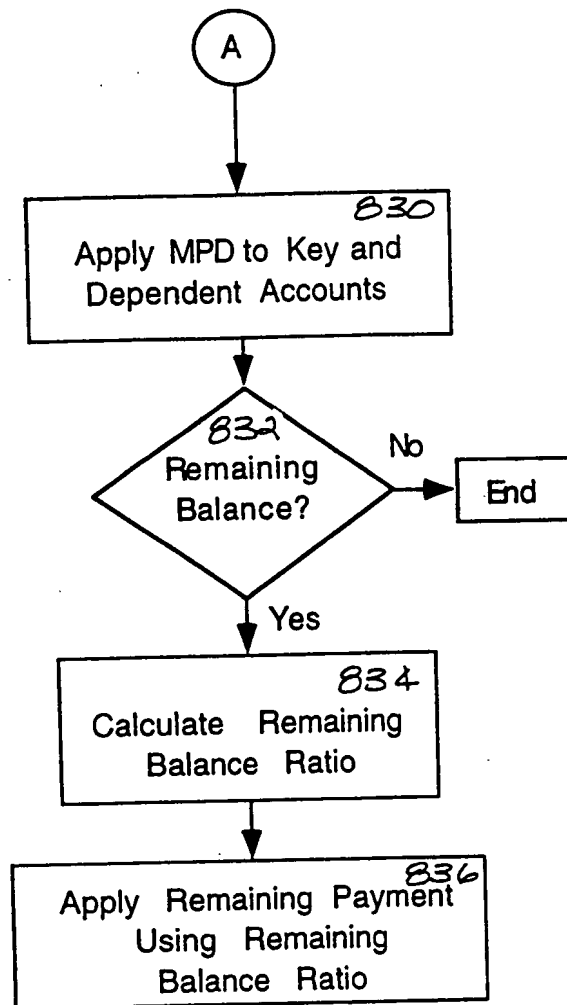 A
830
Apply MPD to Key and
Dependent Accounts
832
Remaining
Balance?
No
End
Yes
834
Calculate Remaining
Balance Ratio
836
Apply Remaining Payment
Using Remaining
Balance Ratio